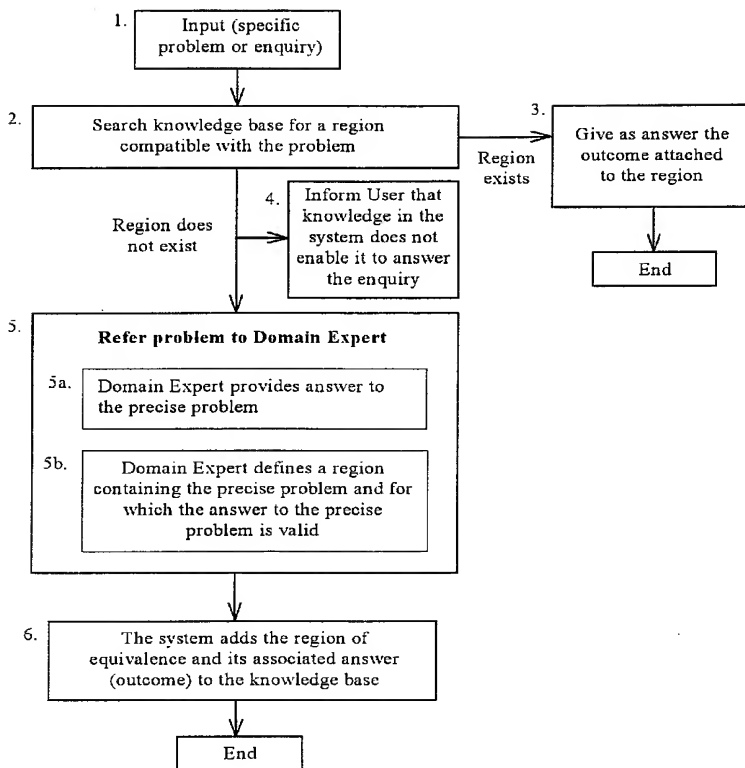 1.
Input (specific
problem or enquiry)
2.
Search knowledge base for a region
compatible with the problem
Region
exists
3.
Give as answer the
outcome attached
to the region
End
Region does
not exist
4.
Inform User that
knowledge in the
system does not
enable it to answer
the enquiry
5.
Refer problem to Domain Expert
5a.
Domain Expert provides answer to
the precise problem
5b.
Domain Expert defines a region
containing the precise problem and for
which the answer to the precise
problem is valid
6.
The system adds the region of
equivalence and its associated answer
(outcome) to the knowledge base
End